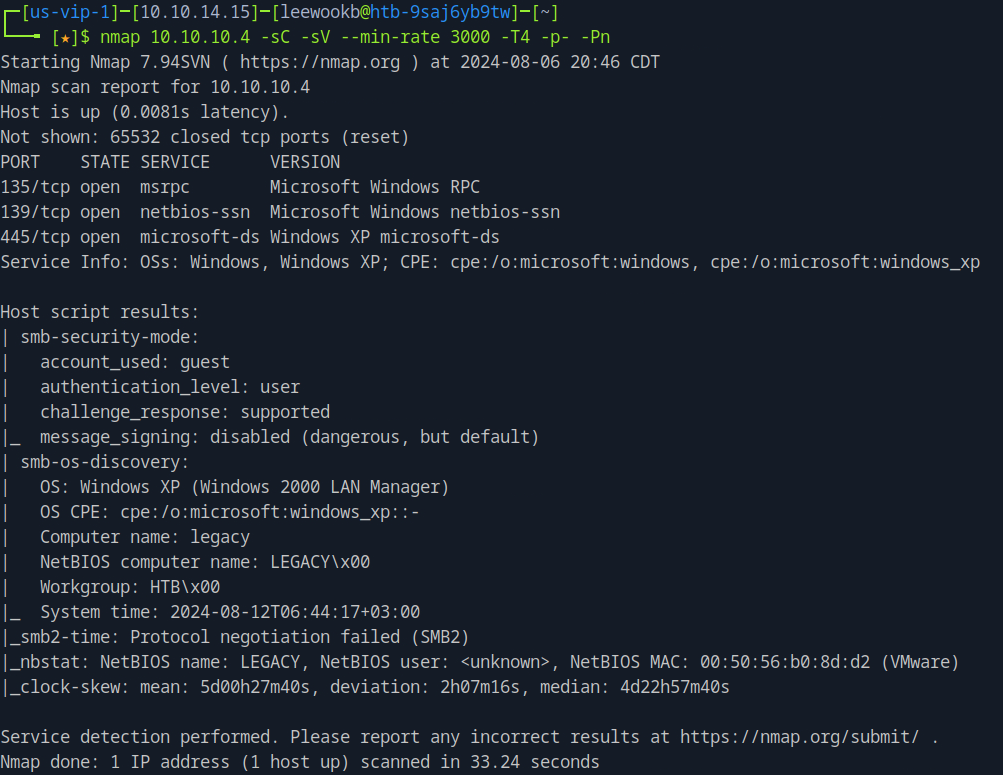 [us-vip-1]-[10.10.14.15]-[leewookb@htb-9saj6yb9tw]-[~]
[★]$ nmap 10.10.10.4 -sC -sV --min-rate 3000 -T4 -p- -Pn
Starting Nmap 7.94SVN ( https://nmap.org ) at 2024-08-06 20:46 CDT
Nmap scan report for 10.10.10.4
Host is up (0.0081s latency).
Not shown: 65532 closed tcp ports (reset)
PORT    STATE SERVICE      VERSION
135/tcp open  msrpc        Microsoft Windows RPC
139/tcp open  netbios-ssn  Microsoft Windows netbios-ssn
445/tcp open  microsoft-ds Windows XP microsoft-ds
Service Info: OSs: Windows, Windows XP; CPE: cpe:/o:microsoft:windows, cpe:/o:microsoft:windows_xp

Host script results:
| smb-security-mode:
|   account_used: guest
|   authentication_level: user
|   challenge_response: supported
|_  message_signing: disabled (dangerous, but default)
| smb-os-discovery:
|   OS: Windows XP (Windows 2000 LAN Manager)
|   OS CPE: cpe:/o:microsoft:windows_xp::-
|   Computer name: legacy
|   NetBIOS computer name: LEGACY\x00
|   Workgroup: HTB\x00
|_  System time: 2024-08-12T06:44:17+03:00
|_smb2-time: Protocol negotiation failed (SMB2)
|_nbstat: NetBIOS name: LEGACY, NetBIOS user: <unknown>, NetBIOS MAC: 00:50:56:b0:8d:d2 (VMware)
|_clock-skew: mean: 5d00h27m40s, deviation: 2h07m16s, median: 4d22h57m40s

Service detection performed. Please report any incorrect results at https://nmap.org/submit/ .
Nmap done: 1 IP address (1 host up) scanned in 33.24 seconds